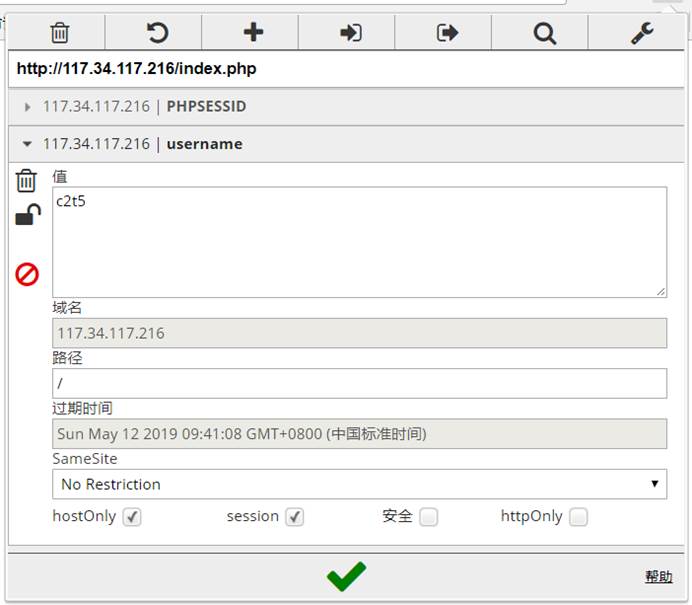 http://117.34.117.216/index.php
117.34.117.216 | PHPSESSID
117.34.117.216 | username
值
c2t5
域名
117.34.117.216
路径
/
过期时间
Sun May 12 2019 09:41:08 GMT+0800 (中国标准时间)
SameSite
No Restriction
hostOnly session 安全 httpOnly
帮助